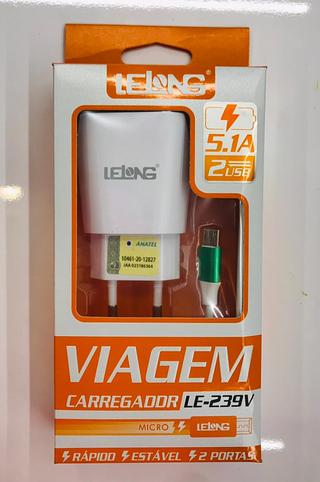 LELONG
5.1A
2 USB
LELONG
ANATEL
10461-20-12827
VIAGEM
CARREGADOR LE-239V
MICRO LELONG
RÁPIDO ESTÁVEL 2 PORTAS